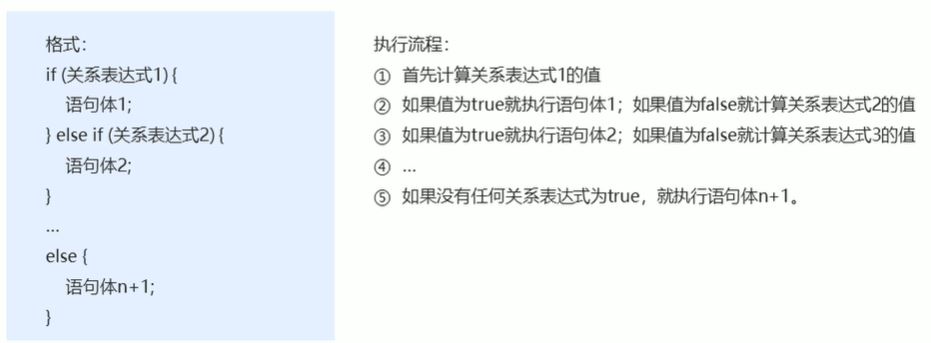 格式：
if (关系表达式1) {
语句体1;
} else if (关系表达式2) {
语句体2;
}
...
else {
语句体n+1;
}
执行流程：
① 首先计算关系表达式1的值
② 如果值为true就执行语句体1；如果值为false就计算关系表达式2的值
③ 如果值为true就执行语句体2；如果值为false就计算关系表达式3的值
④ ...
⑤ 如果没有任何关系表达式为true，就执行语句体n+1。